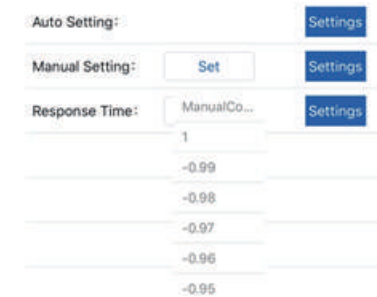 Auto Setting: Settings
Manual Setting: Set Settings
Response Time: ManualCo... Settings
1
-0.99
-0.98
-0.97
-0.96
-0.95